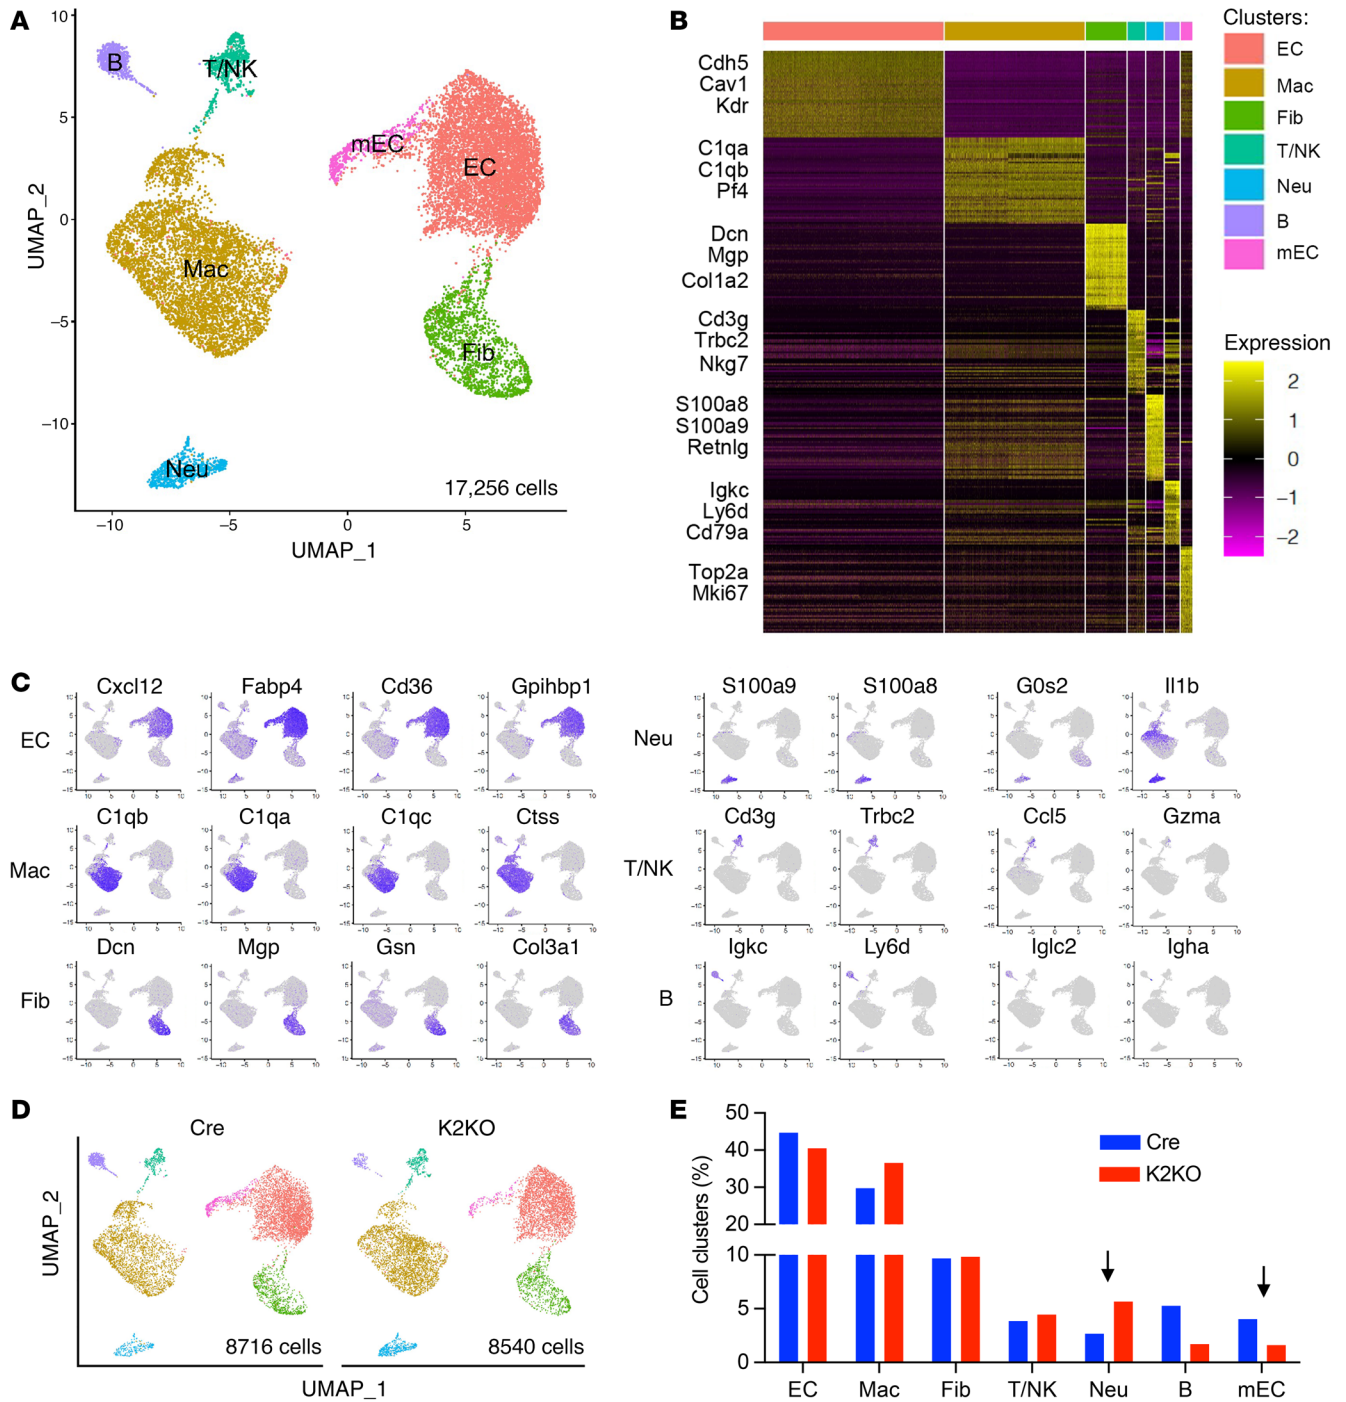 A
10
5
0
−5
−10
UMAP_2
B
T/NK
mEC
EC
Mac
Fib
Neu
17,256 cells
−10
−5
0
5
UMAP_1
B
Cdh5
Cav1
Kdr
C1qa
C1qb
Pf4
Dcn
Mgp
Col1a2
Cd3g
Trbc2
Nkg7
S100a8
S100a9
Retnlg
Igkc
Ly6d
Cd79a
Top2a
Mki67
Clusters:
EC
Mac
Fib
T/NK
Neu
B
mEC
Expression
2
1
0
−1
−2
C
EC
Cxcl12
Fabp4
Cd36
Gpihbp1
Mac
C1qb
C1qa
C1qc
Ctss
Fib
Dcn
Mgp
Gsn
Col3a1
Neu
S100a9
S100a8
G0s2
Il1b
T/NK
Cd3g
Trbc2
Ccl5
Gzma
B
Igkc
Ly6d
Iglc2
Igha
D
Cre
K2KO
UMAP_2
8716 cells
8540 cells
UMAP_1
E
Cell clusters (%)
50
40
30
20
10
5
0
Cre
K2KO
EC
Mac
Fib
T/NK
Neu
B
mEC